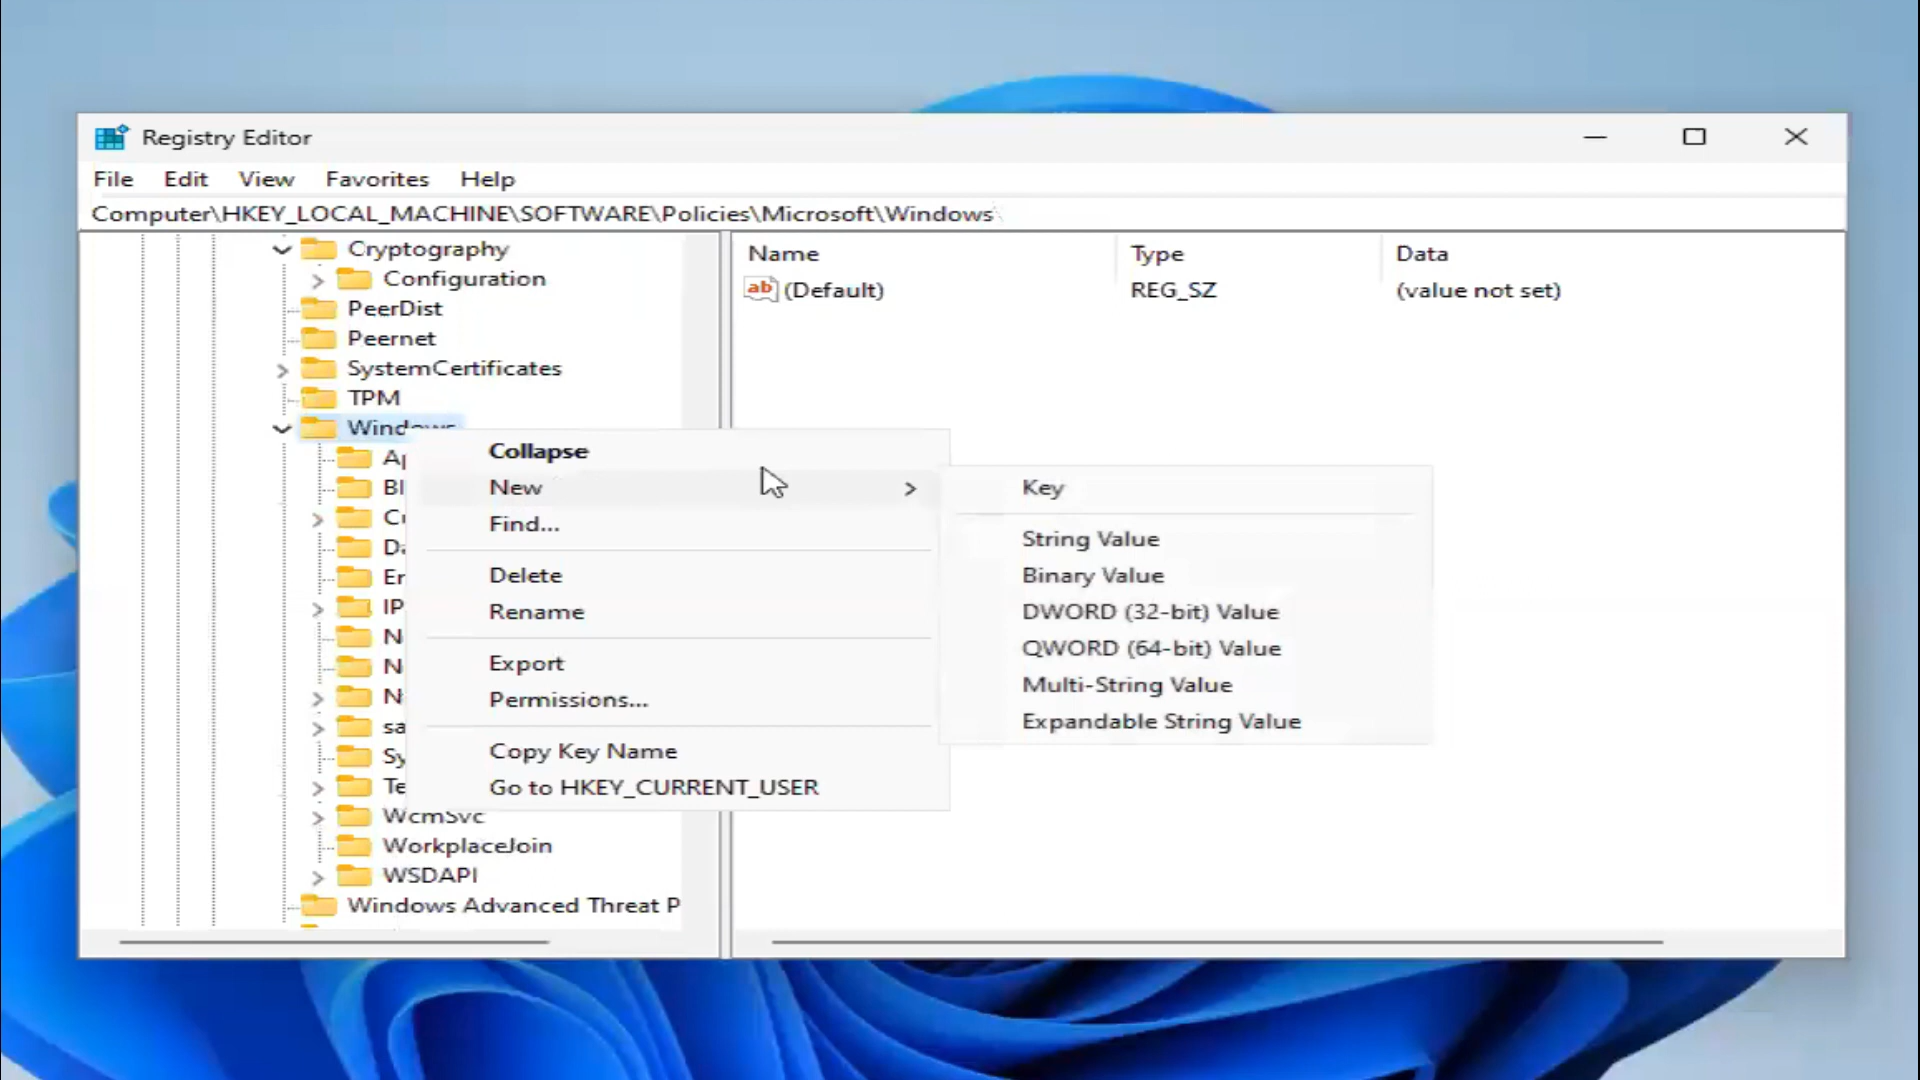 Registry Editor
File Edit View Favorites Help
Computer\HKEY_LOCAL_MACHINE\SOFTWARE\Policies\Microsoft\Windows
Cryptography
Configuration
PeerDist
Peernet
SystemCertificates
TPM
Windows
WcmSvc
WorkplaceJoin
WSDAPI
Windows Advanced Threat P
Name Type Data
ab (Default) REG_SZ (value not set)
Collapse
New
Find...
Delete
Rename
Export
Permissions...
Copy Key Name
Go to HKEY_CURRENT_USER
Key
String Value
Binary Value
DWORD (32-bit) Value
QWORD (64-bit) Value
Multi-String Value
Expandable String Value